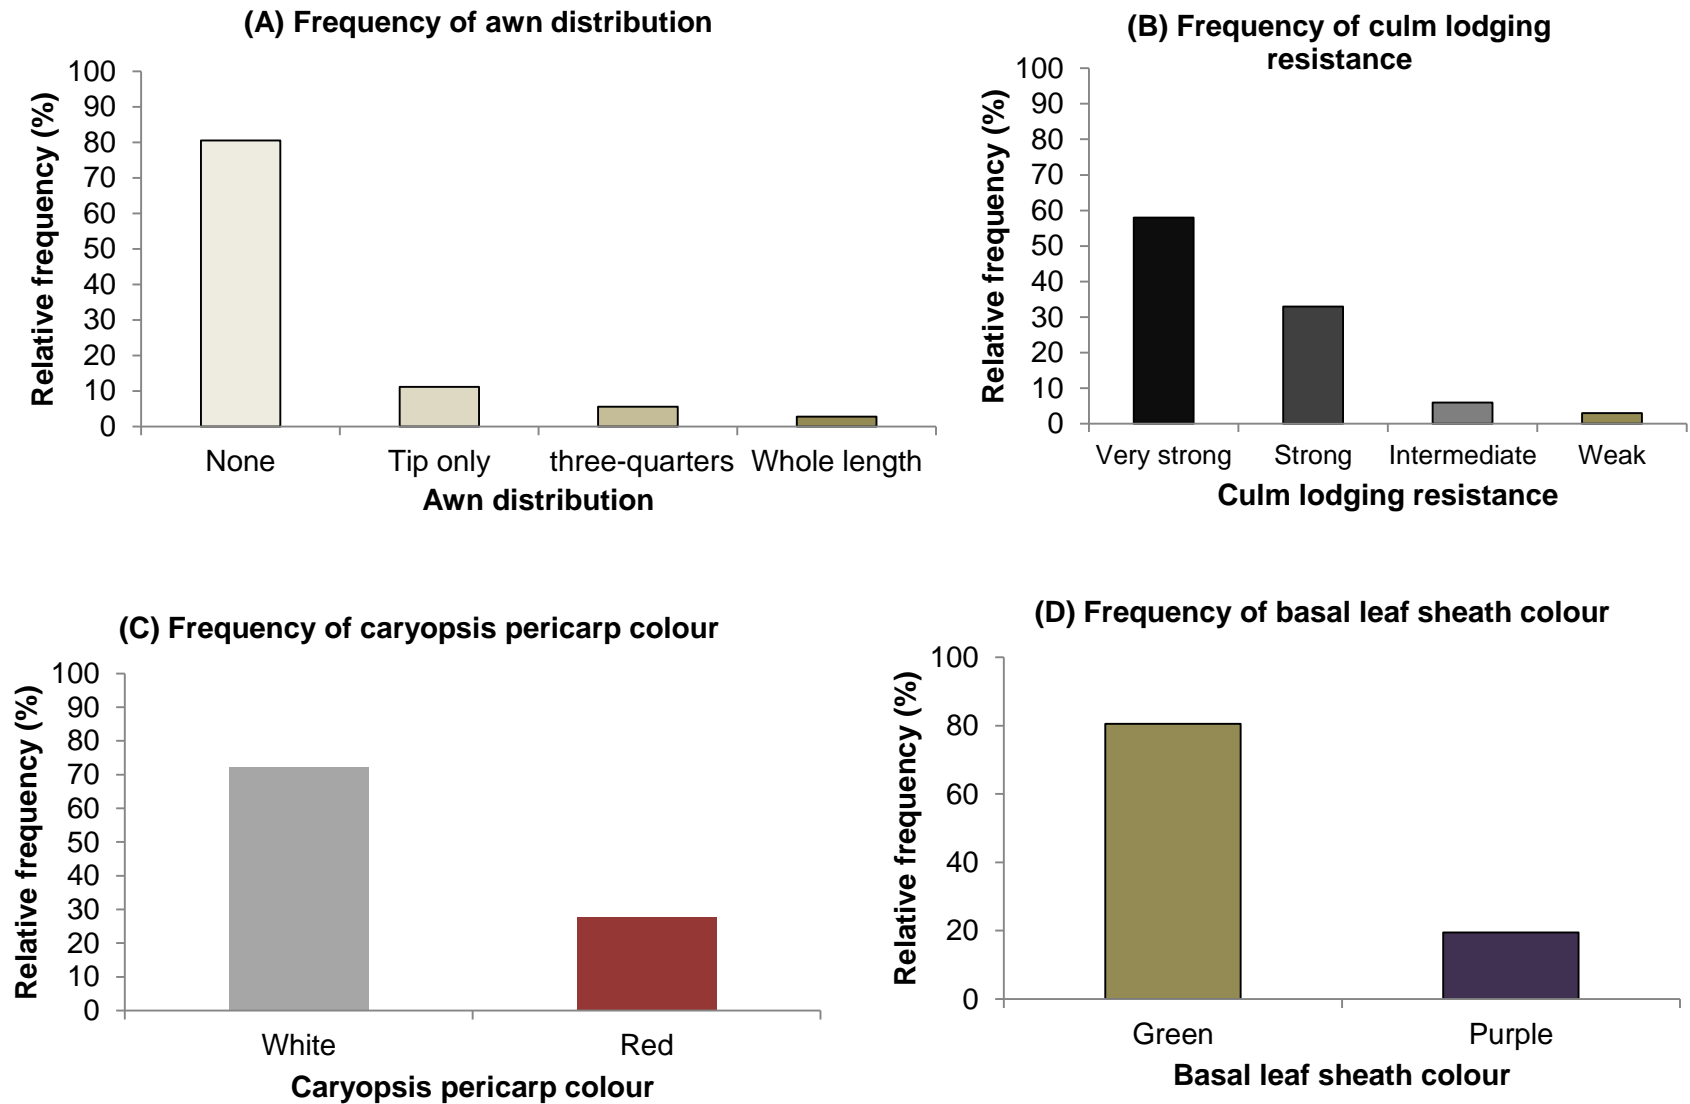 (A) Frequency of awn distribution
Relative frequency (%)
100
90
80
70
60
50
40
30
20
10
0
None Tip only three-quarters Whole length
Awn distribution
(B) Frequency of culm lodging
resistance
Relative frequency (%)
100
90
80
70
60
50
40
30
20
10
0
Very strong Strong Intermediate Weak
Culm lodging resistance
(C) Frequency of caryopsis pericarp colour
Relative frequency (%)
100
90
80
70
60
50
40
30
20
10
0
White Red
Caryopsis pericarp colour
(D) Frequency of basal leaf sheath colour
Relative frequency (%)
100
80
60
40
20
0
Green Purple
Basal leaf sheath colour